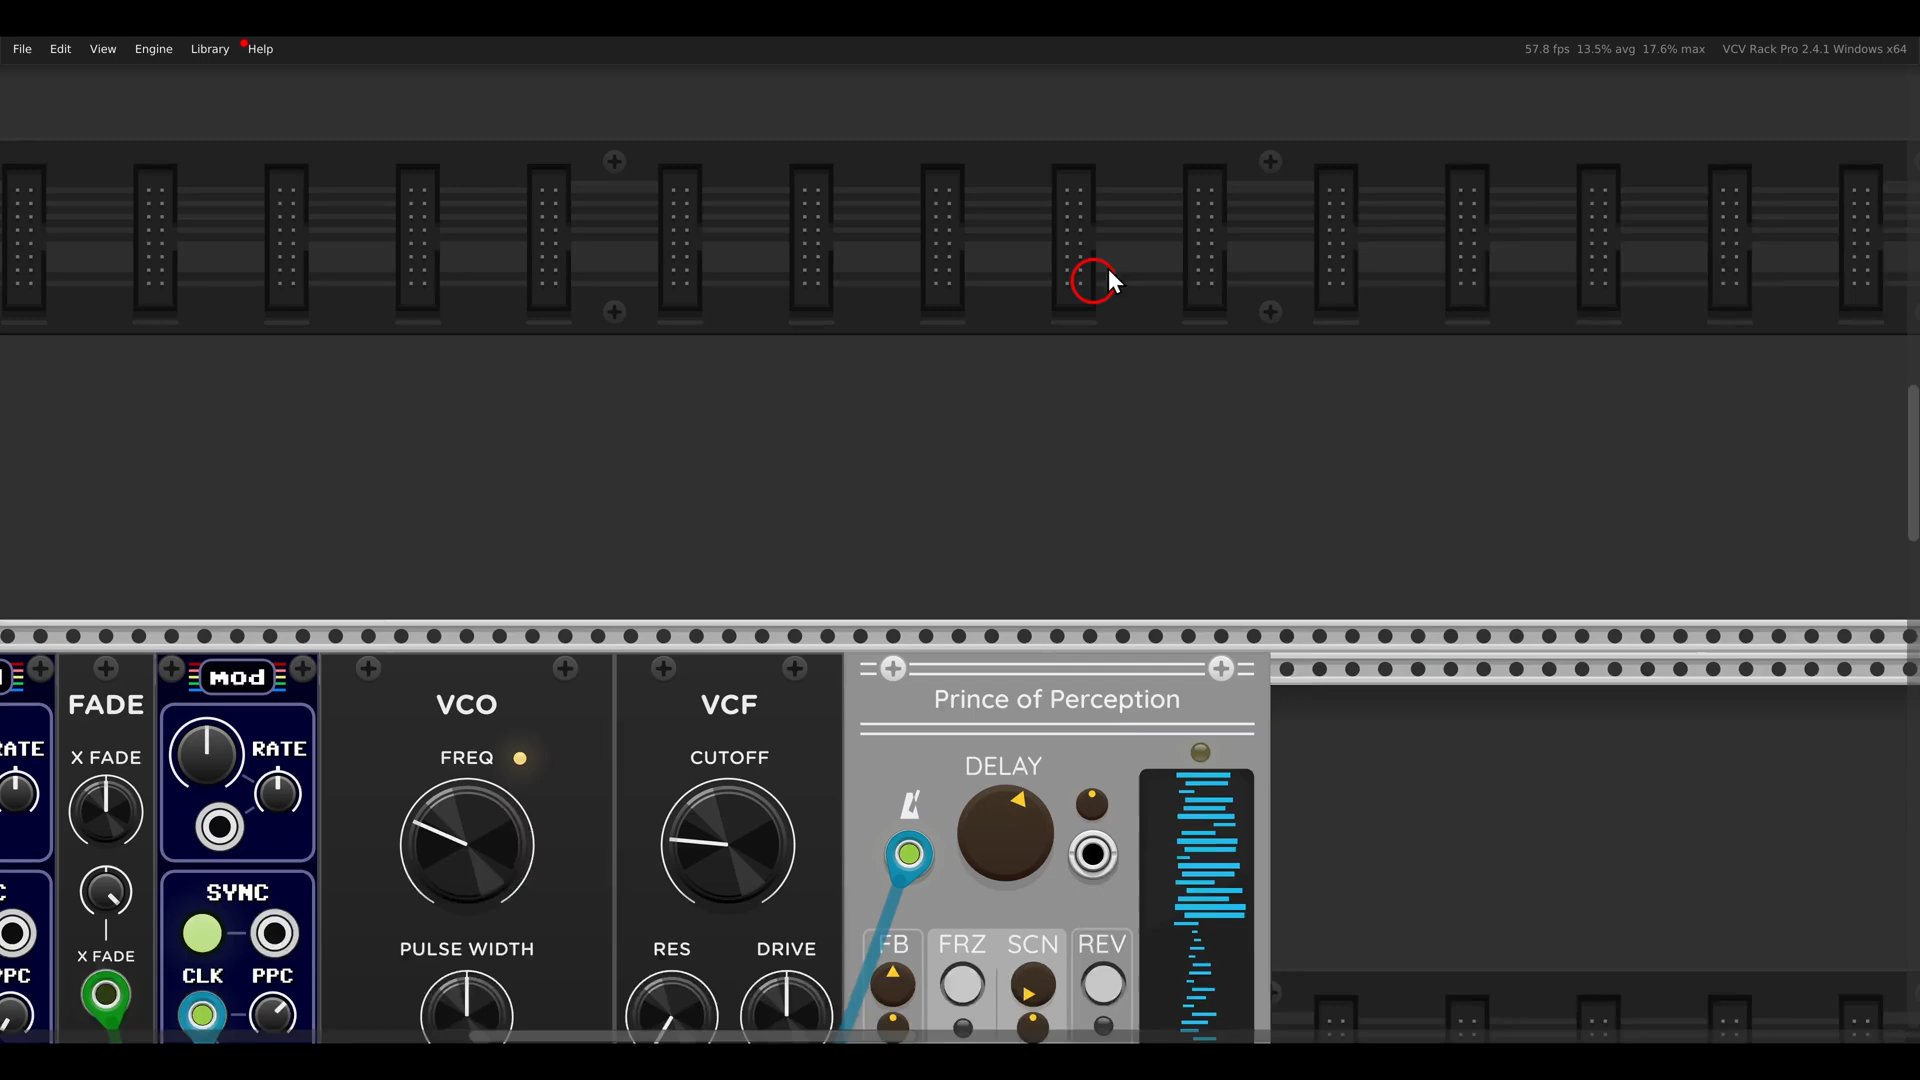 File Edit View Engine Library Help
57.8 fps 13.5% avg 17.6% max VCV Rack Pro 2.4.1 Windows x64
mod
FADE
VCO
VCF
Prince of Perception
RATE
X FADE
RATE
FREQ
CUTOFF
DELAY
SYNC
PULSE WIDTH
RES
DRIVE
FB
FRZ
SCN
REV
X FADE
CLK
PPC